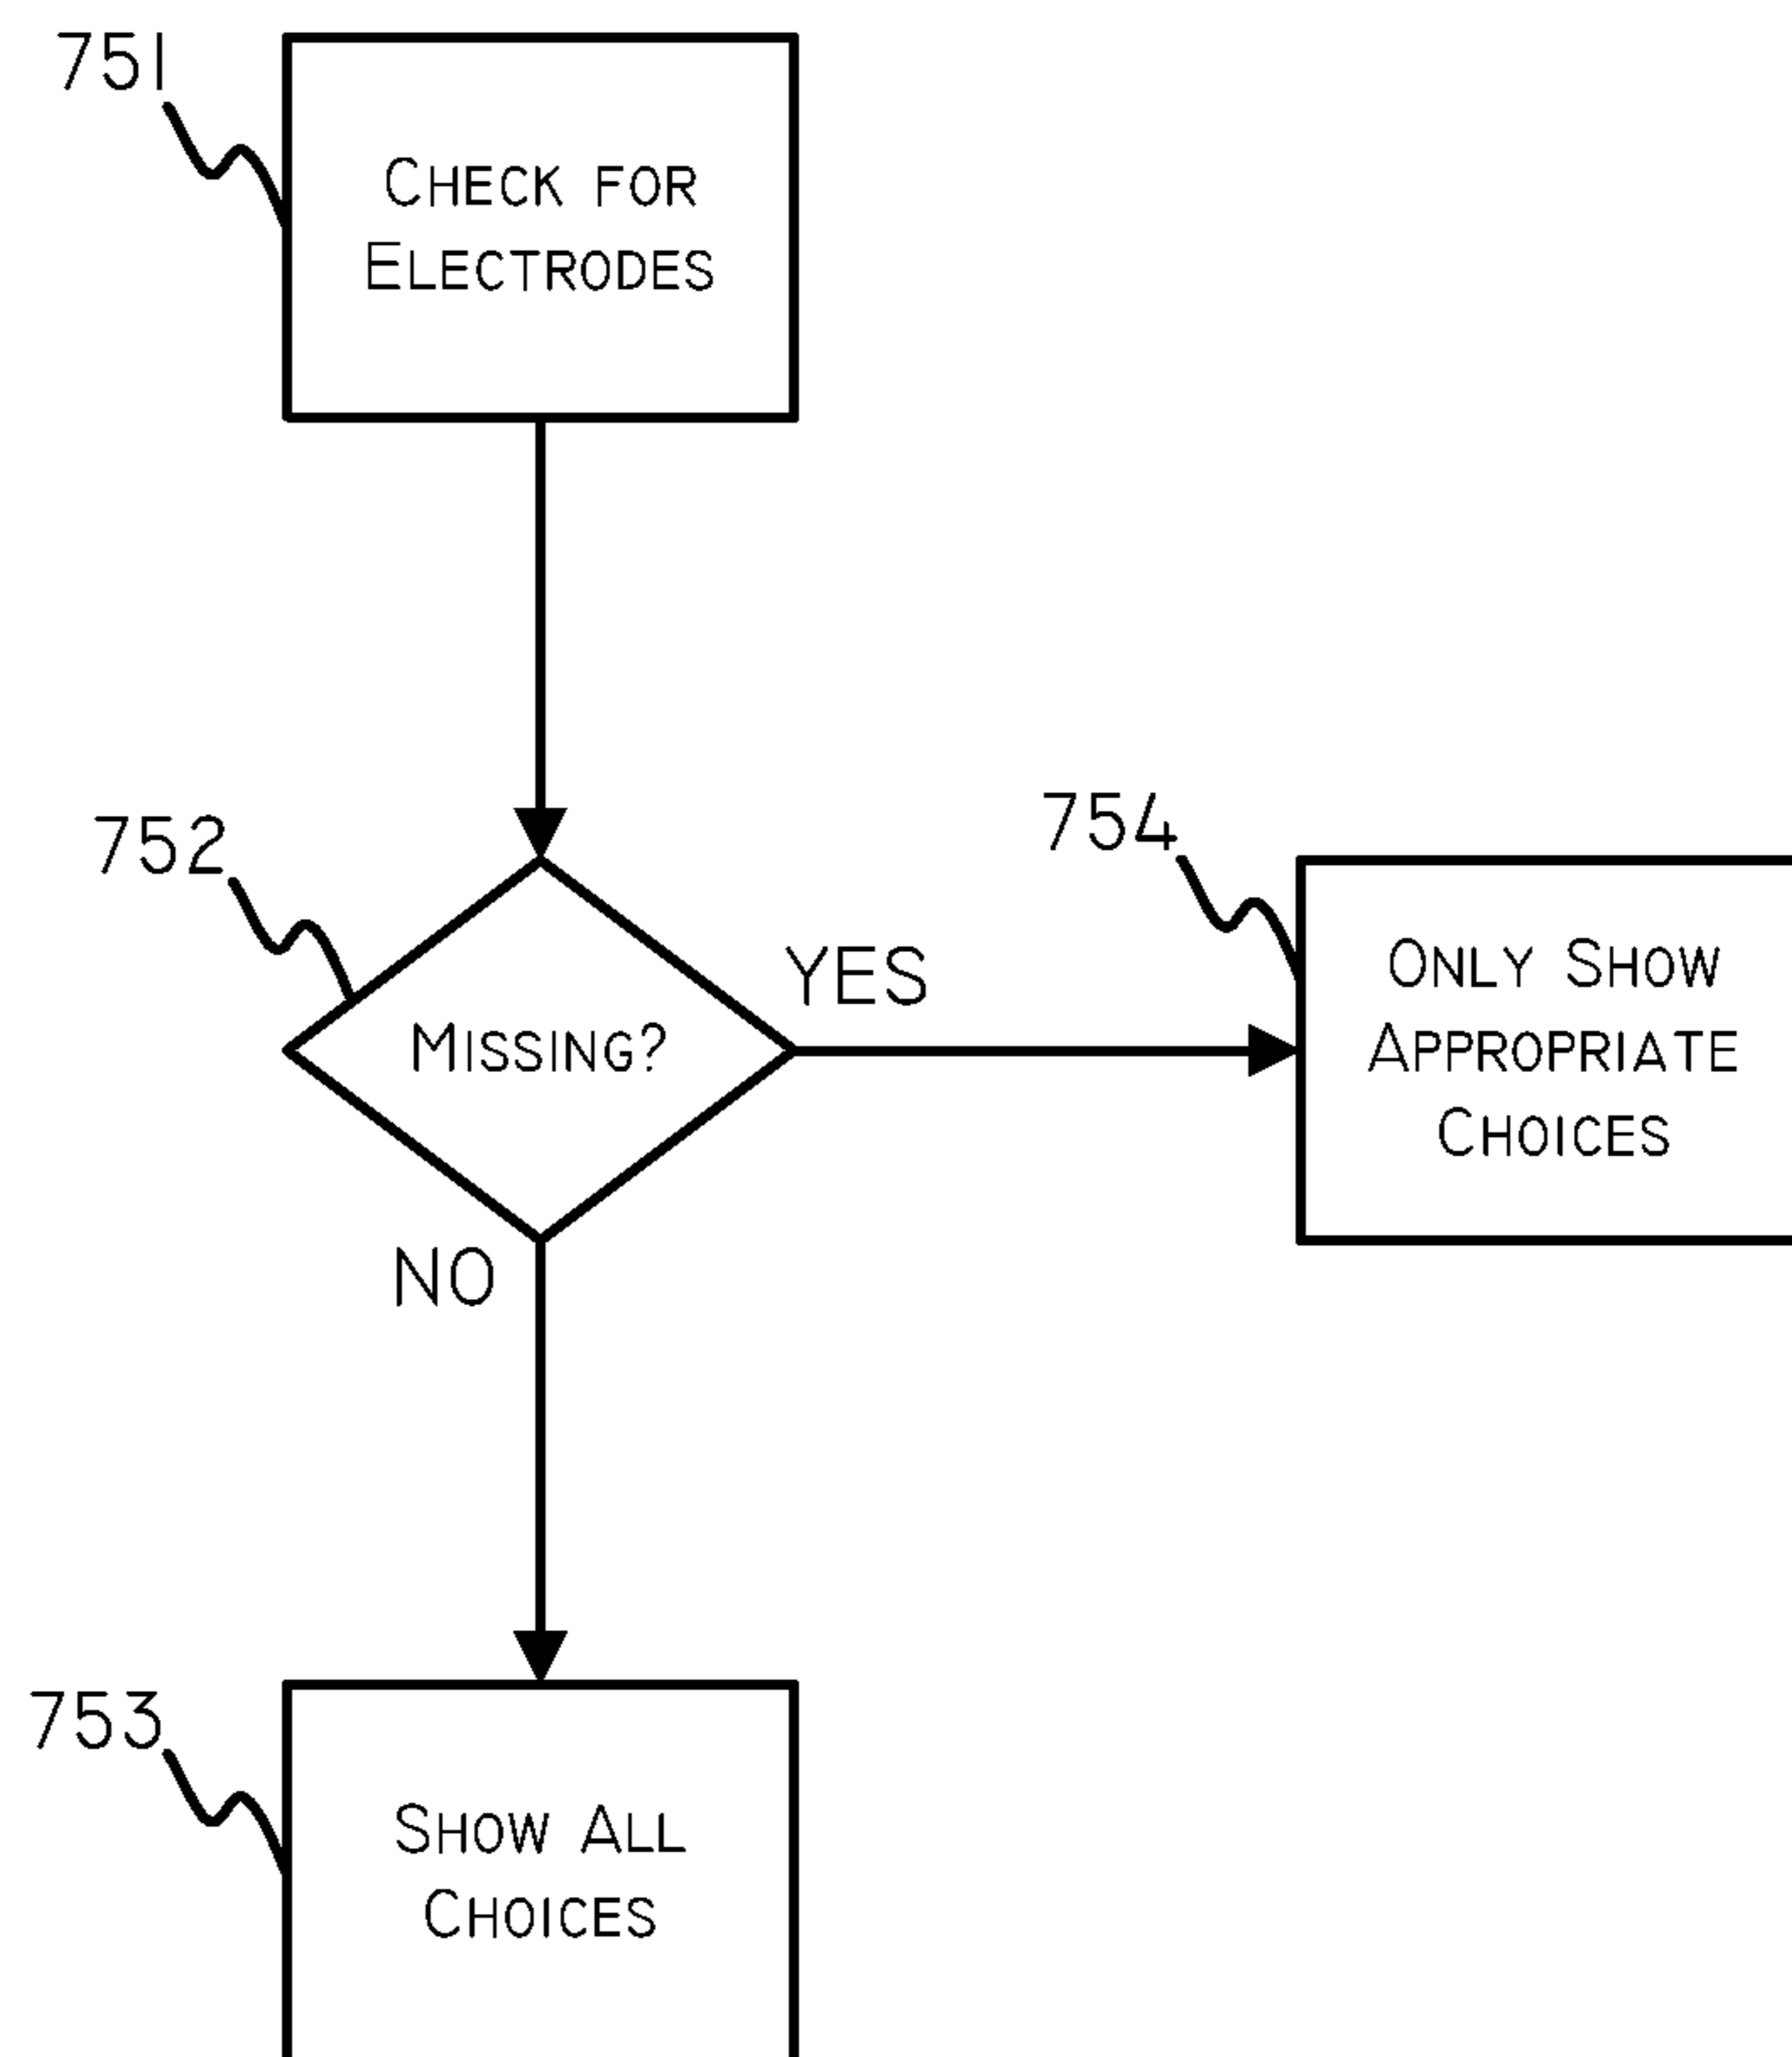 751
CHECK FOR
ELECTRODES
752
MISSING?
YES
754
ONLY SHOW
APPROPRIATE
CHOICES
NO
753
SHOW ALL
CHOICES